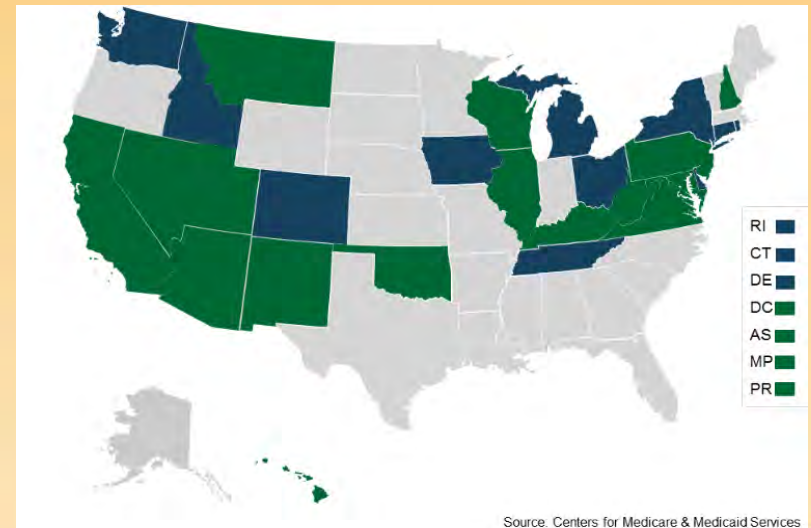 RI
CT
DE
DC
AS
MP
PR
Source: Centers for Medicare & Medicaid Services